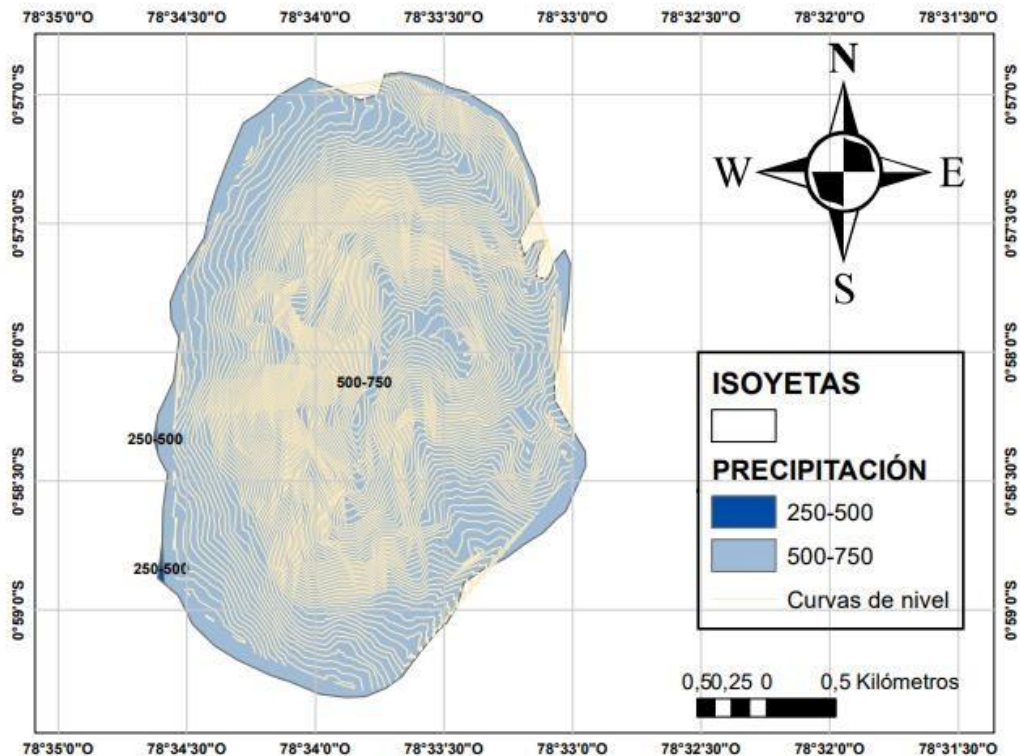 78°35'0"O 78°34'30"O 78°34'0"O 78°33'30"O 78°33'0"O 78°32'30"O 78°32'0"O 78°31'30"O
0°57'0"S 0°57'0"S
N
W E
S
0°57'30"S 0°57'30"S
0°58'0"S 0°58'0"S
500-750
250-500
0°58'30"S 0°58'30"S
250-500
0°59'0"S 0°59'0"S
ISOYETAS
PRECIPITACIÓN
250-500
500-750
Curvas de nivel
0,50,25 0 0,5 Kilómetros
78°35'0"O 78°34'30"O 78°34'0"O 78°33'30"O 78°33'0"O 78°32'30"O 78°32'0"O 78°31'30"O